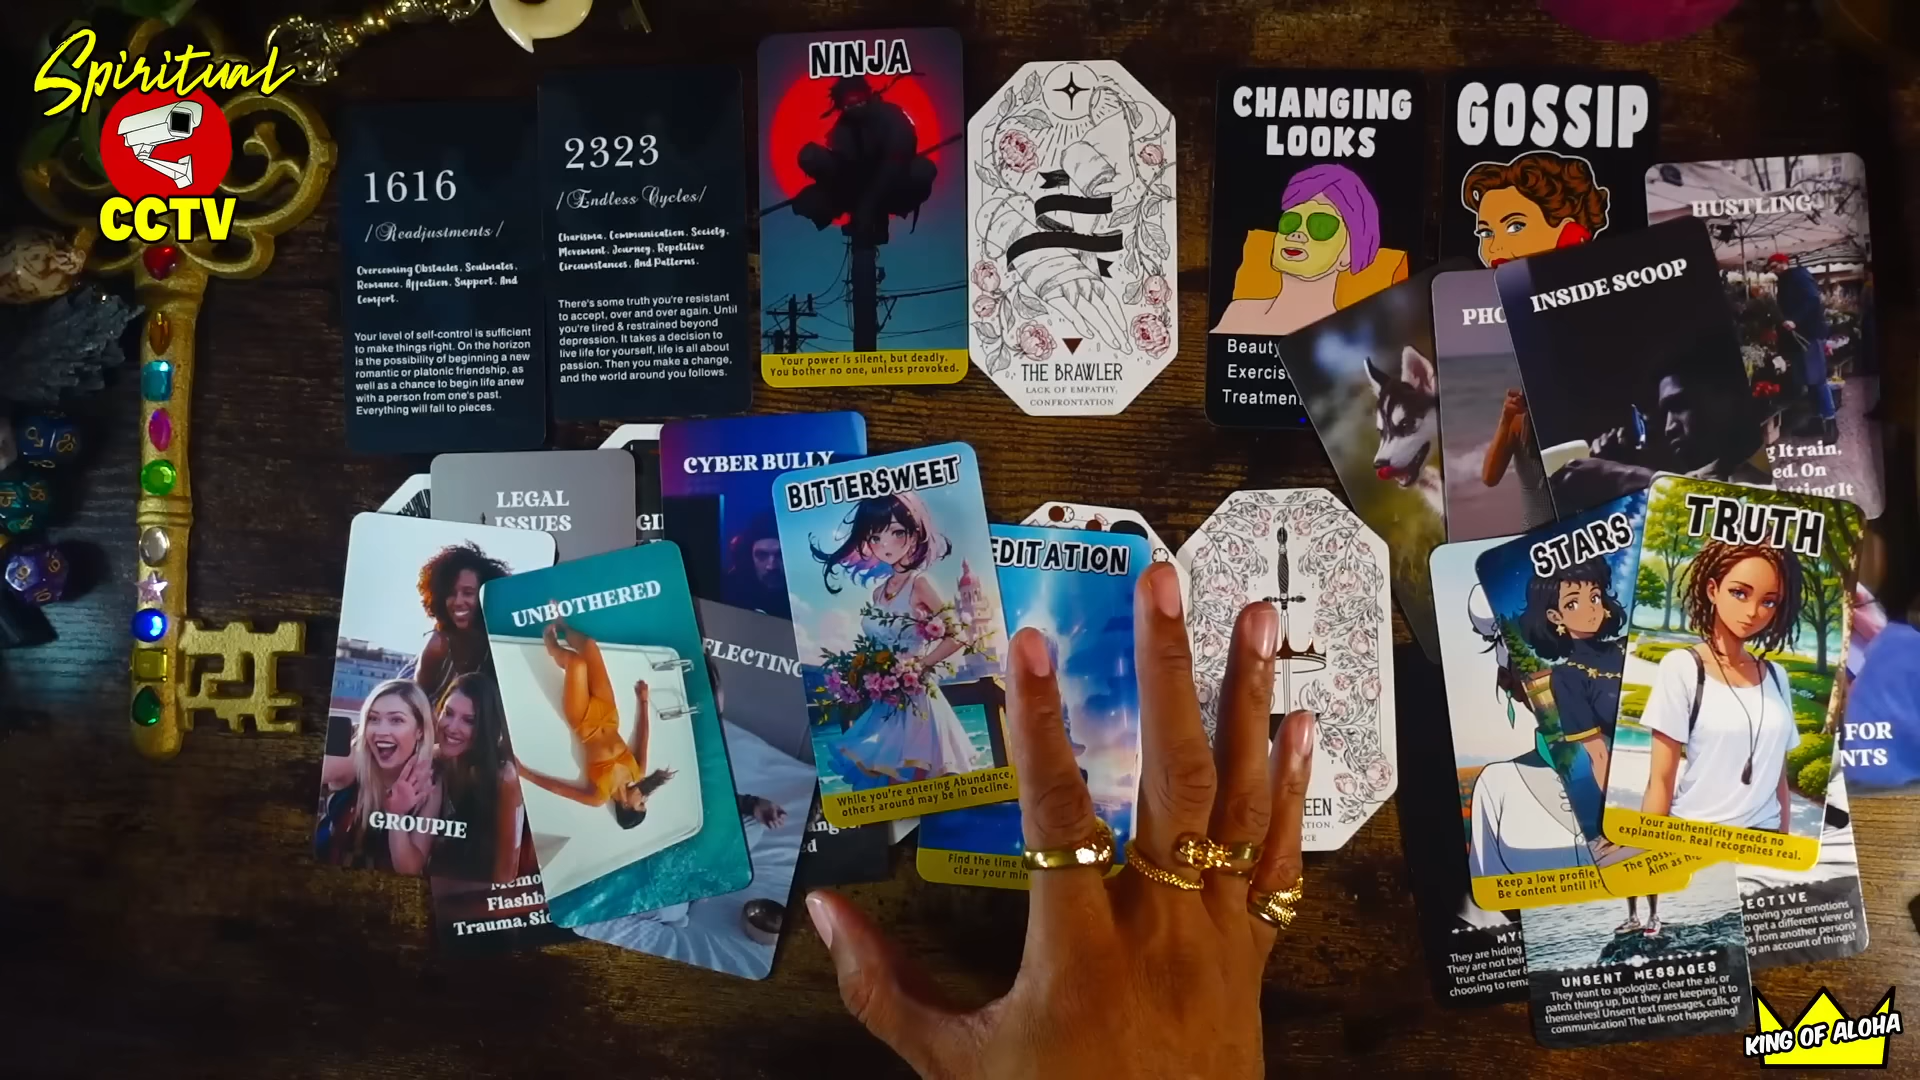 Spiritual
CCTV
1616
/Readjustments/
Overcoming Obstacles, Soulmates,
Romance, Affection, Support, And
Comfort.
Your level of self-control is sufficient
to make things right. On the horizon
is the possibility of beginning a new
romantic or platonic friendship, as
well as a chance to begin life anew
with a person from one's past.
Everything will fall to pieces.
2323
/Endless Cycles/
Charisma, Communication, Society,
Movement, Journey, Repetitive
Circumstances, And Patterns.
There's some truth you're resistant
to accept, over and over again. Until
you're tired & restrained beyond
depression. It takes a decision to
live life for yourself, life is all about
passion. Then you make a change,
and the world around you follows.
NINJA
Your power is silent, but deadly.
You bother no one, unless provoked.
THE BRAWLER
LACK OF EMPATHY,
CONFRONTATION
CHANGING
LOOKS
Beauty
Exercis
Treatmen
GOSSIP
HUSTLING
g It rain,
ed. On
tting It
PHO
INSIDE SCOOP
LEGAL
ISSUES
GI
CYBER BULLY
BITTERSWEET
While you're entering Abundance,
others around may be in Decline.
EDITATION
Find the time t
clear your min
EEN
GROUPIE
UNBOTHERED
FLECTING
Memo
Flashb
Trauma, Sic
STARS
The poss
Aim as hi
TRUTH
Your authenticity needs no
explanation. Real recognizes real.
Keep a low profile
Be content until it'
FOR
NTS
MY
They are hiding
They are not bei
true character
choosing to rem
UNSENT MESSAGES
They want to apologize, clear the air, or
patch things up, but they are keeping it to
themselves! Unsent text messages, calls, or
communication! The talk not happening!
ECTIVE
moving your emotions
o get a different view of
s from another person's
g an account of things!
KING OF ALOHA